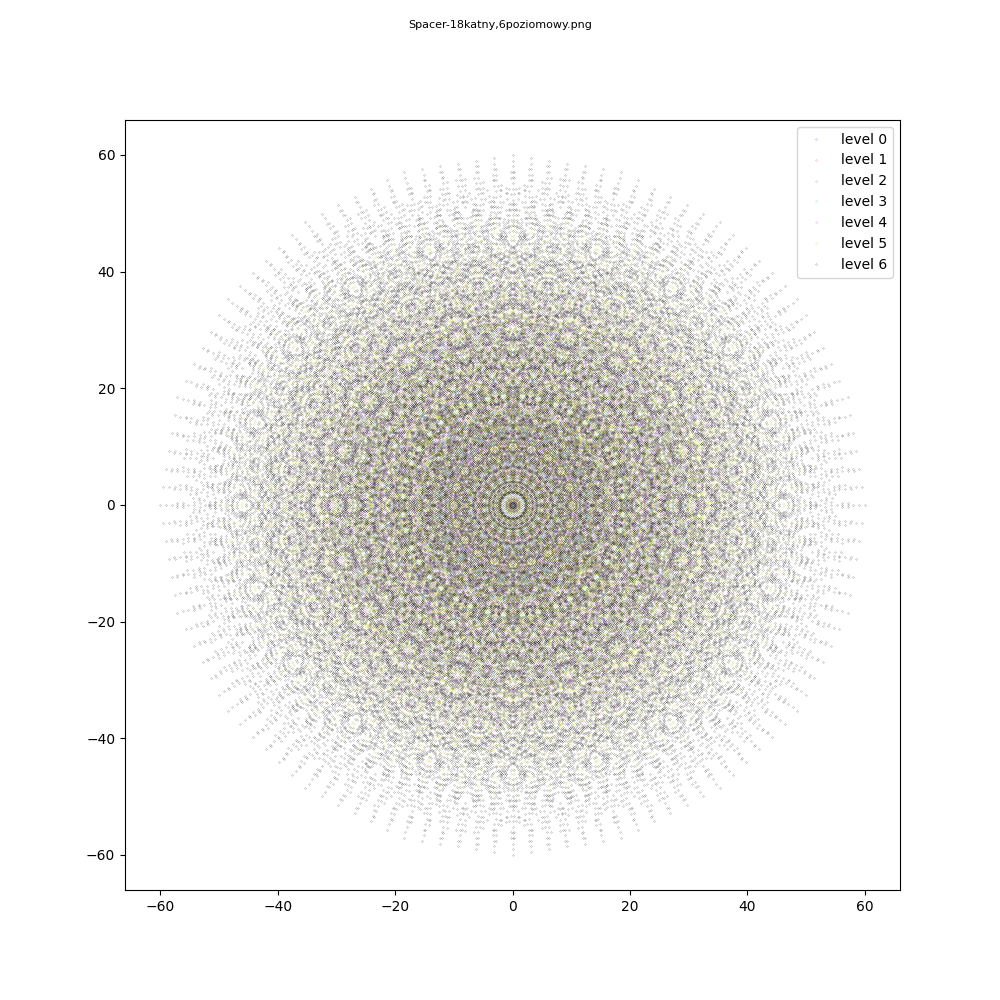 Spacer-18katny,6poziomowy.png
level 0
level 1
level 2
level 3
level 4
level 5
level 6
60
40
20
0
−20
−40
−60
−60 −40 −20 0 20 40 60